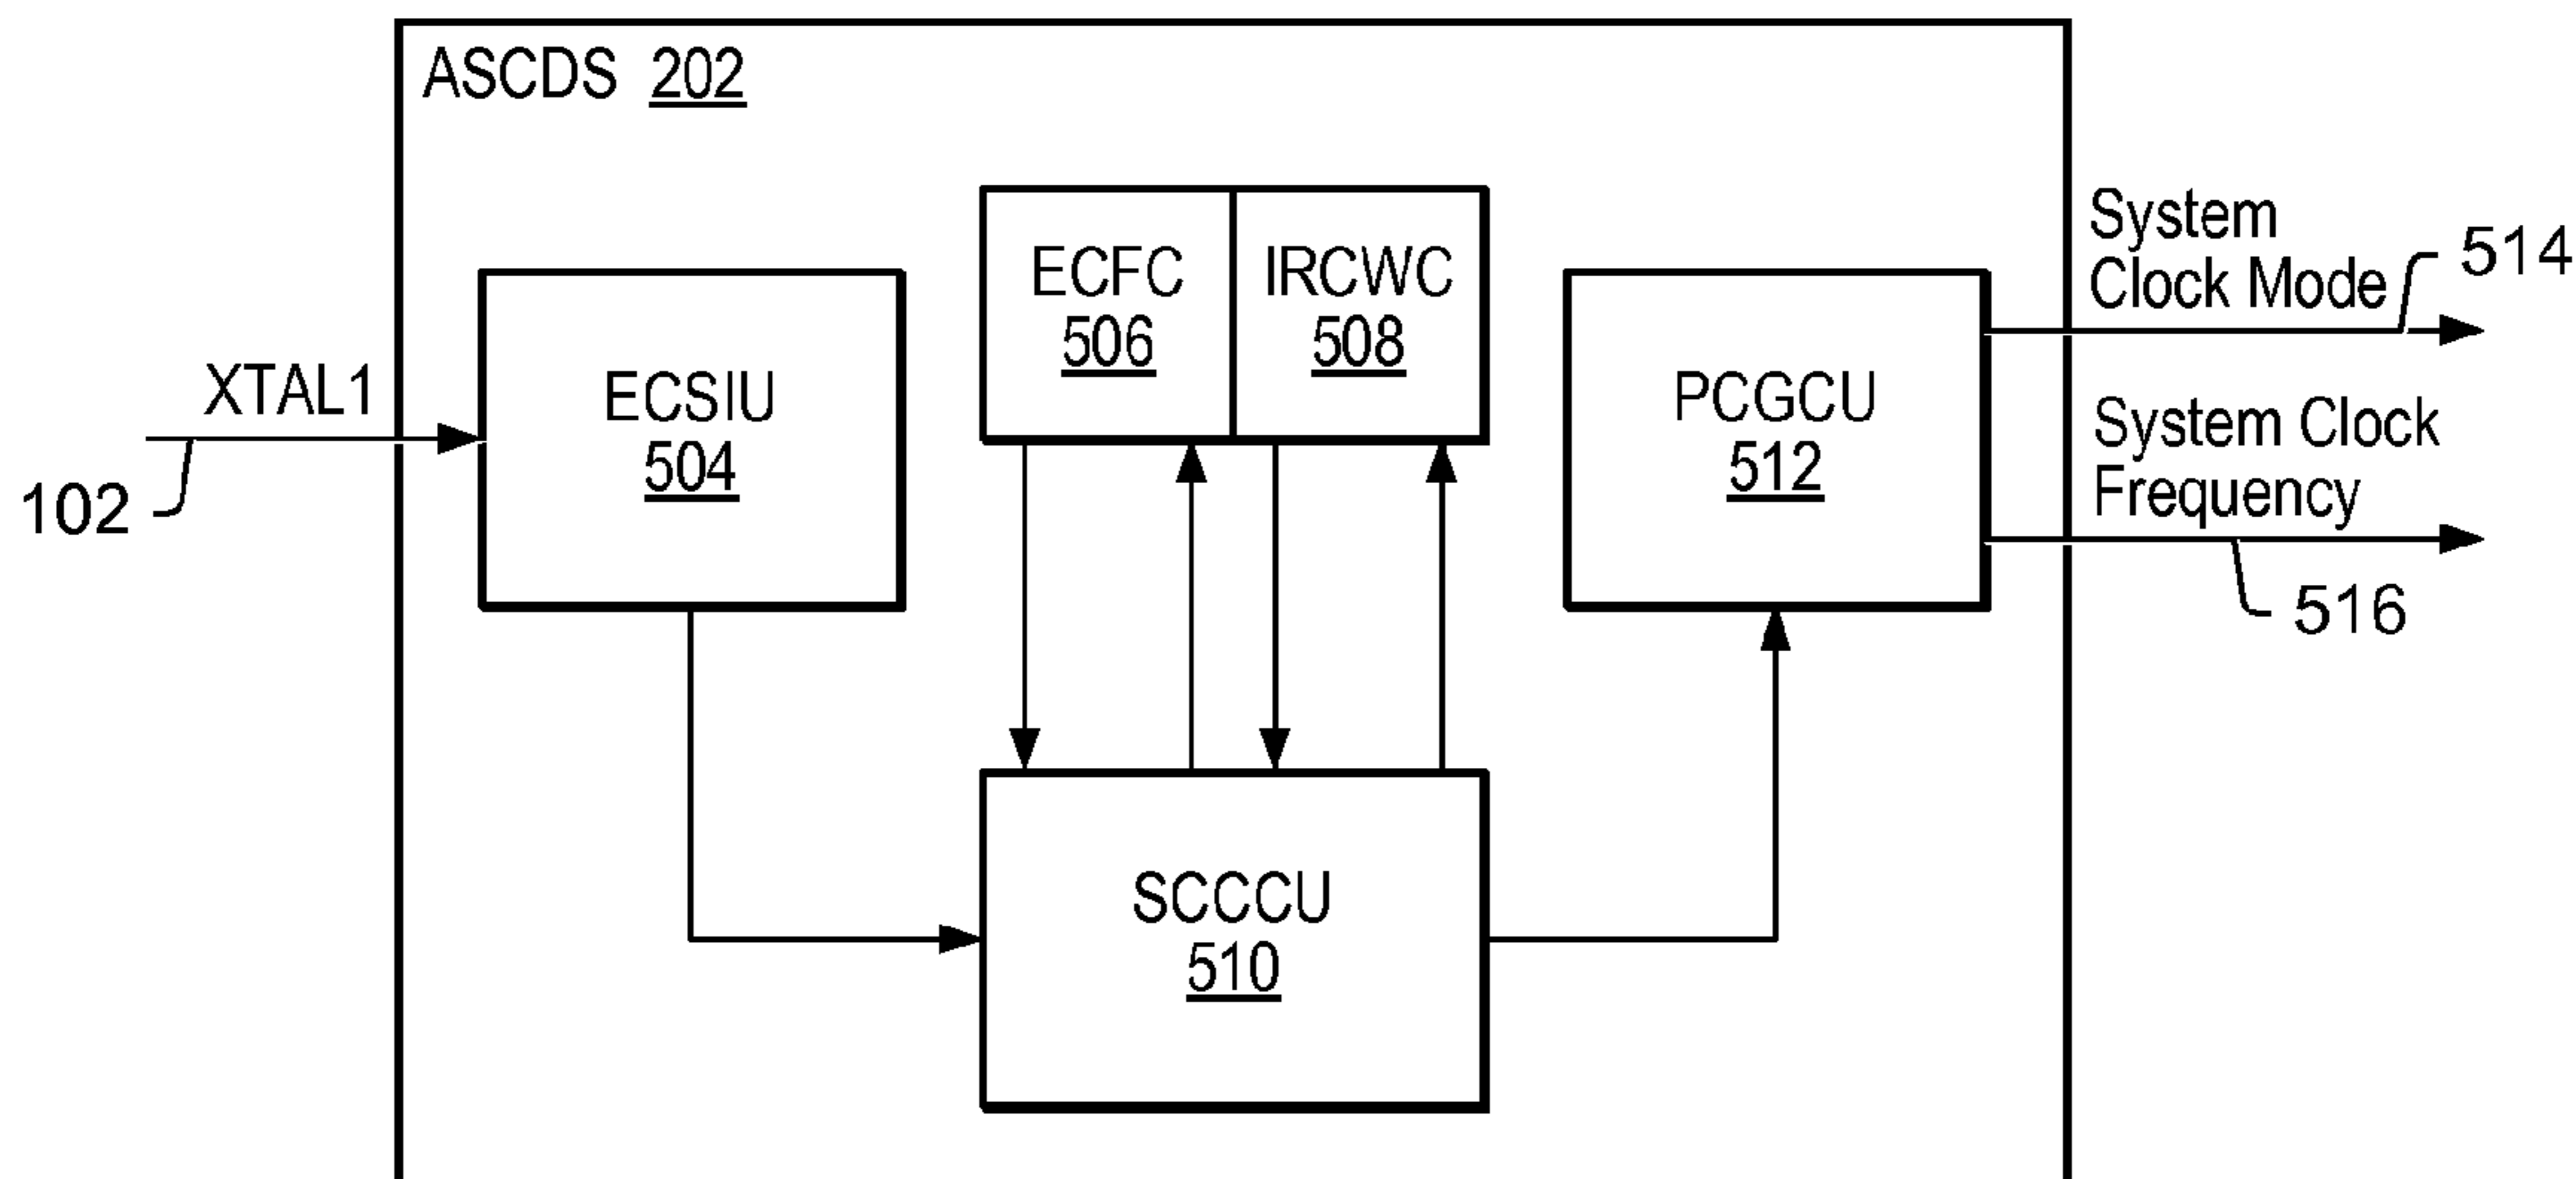 ASCDS 202
XTAL1
102
ECSIU
504
ECFC
506
IRCWC
508
SCCCU
510
PCGCU
512
System
Clock Mode
514
System Clock
Frequency
516